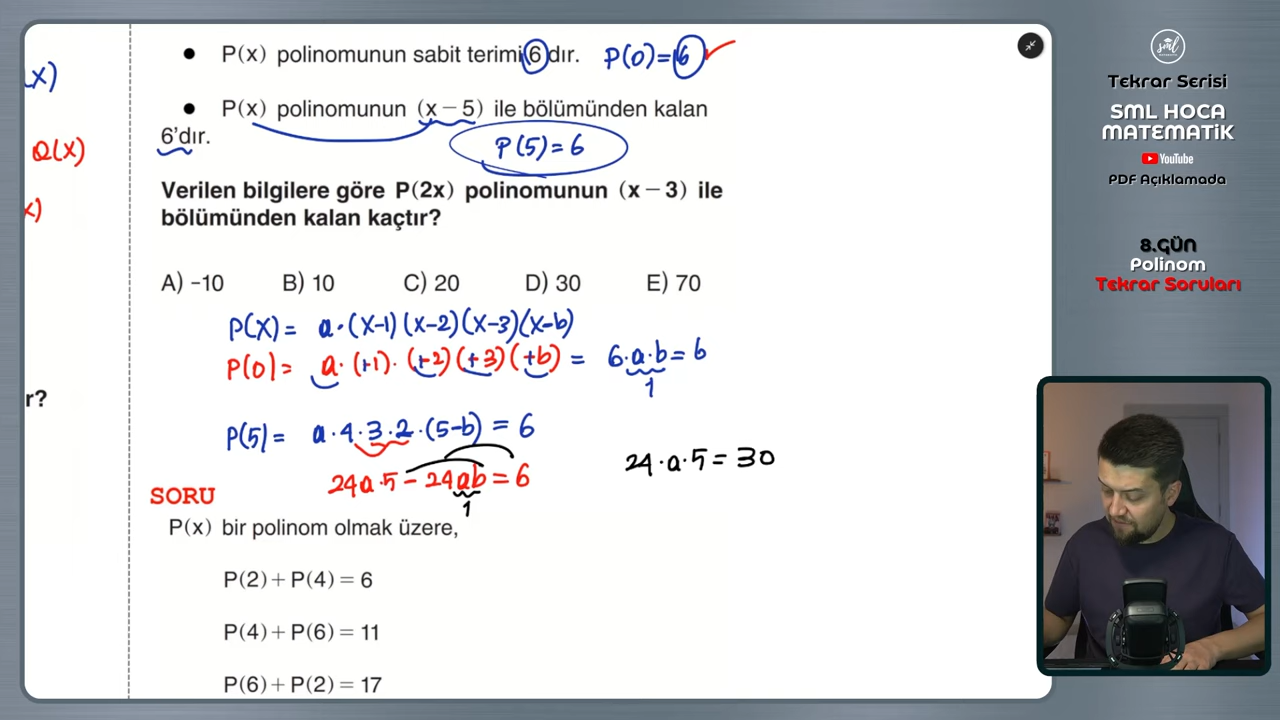 • P(x) polinomunun sabit terimi 6 dır. P(0)=6
• P(x) polinomunun (x − 5) ile bölümünden kalan
6'dır.
P(5) = 6
x)
Q(x)
x)
Verilen bilgilere göre P(2x) polinomunun (x − 3) ile
bölümünden kalan kaçtır?
A) −10 B) 10 C) 20 D) 30 E) 70
P(x) = a·(x−1)(x−2)(x−3)(x−b)
P(0) = a·(+1)·(+2)(+3)(+b) = 6·a·b = 6
1
r?
P(5) = a·4·3·2·(5−b) = 6
24a·5 − 24ab = 6
1
24·a·5 = 30
SORU
P(x) bir polinom olmak üzere,
P(2) + P(4) = 6
P(4) + P(6) = 11
P(6) + P(2) = 17
sml
Tekrar Serisi
SML HOCA
MATEMATiK
YouTube
PDF Açıklamada
8.GÜN
Polinom
Tekrar Soruları